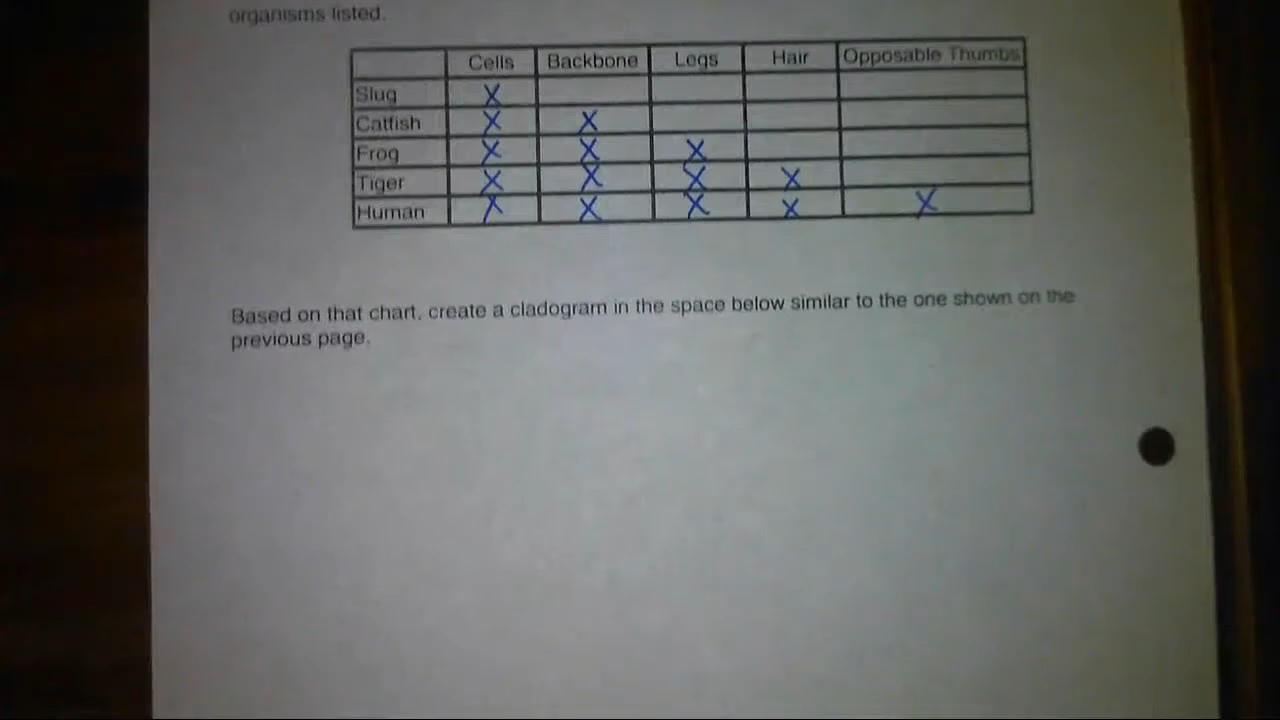 organisms listed.
Cells Backbone Legs Hair Opposable Thumbs
Slug X
Catfish X X
Frog X X X
Tiger X X X X
Human X X X X X
Based on that chart, create a cladogram in the space below similar to the one shown on the
previous page.